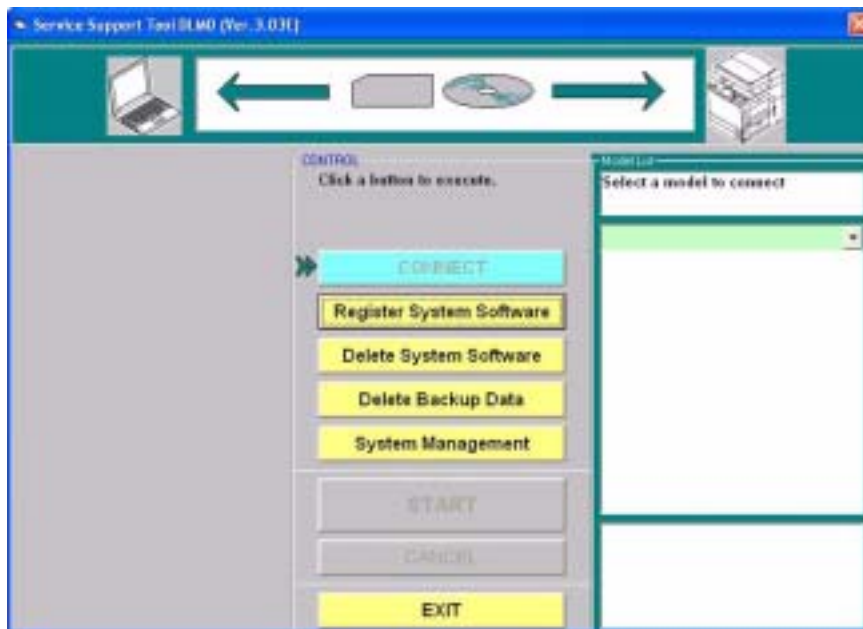 Service Support Tool DLM0 (Ver. 3.03E)
CONTROL
Click a button to execute.
CONNECT
Register System Software
Delete System Software
Delete Backup Data
System Management
START
CANCEL
EXIT
Model List
Select a model to connect